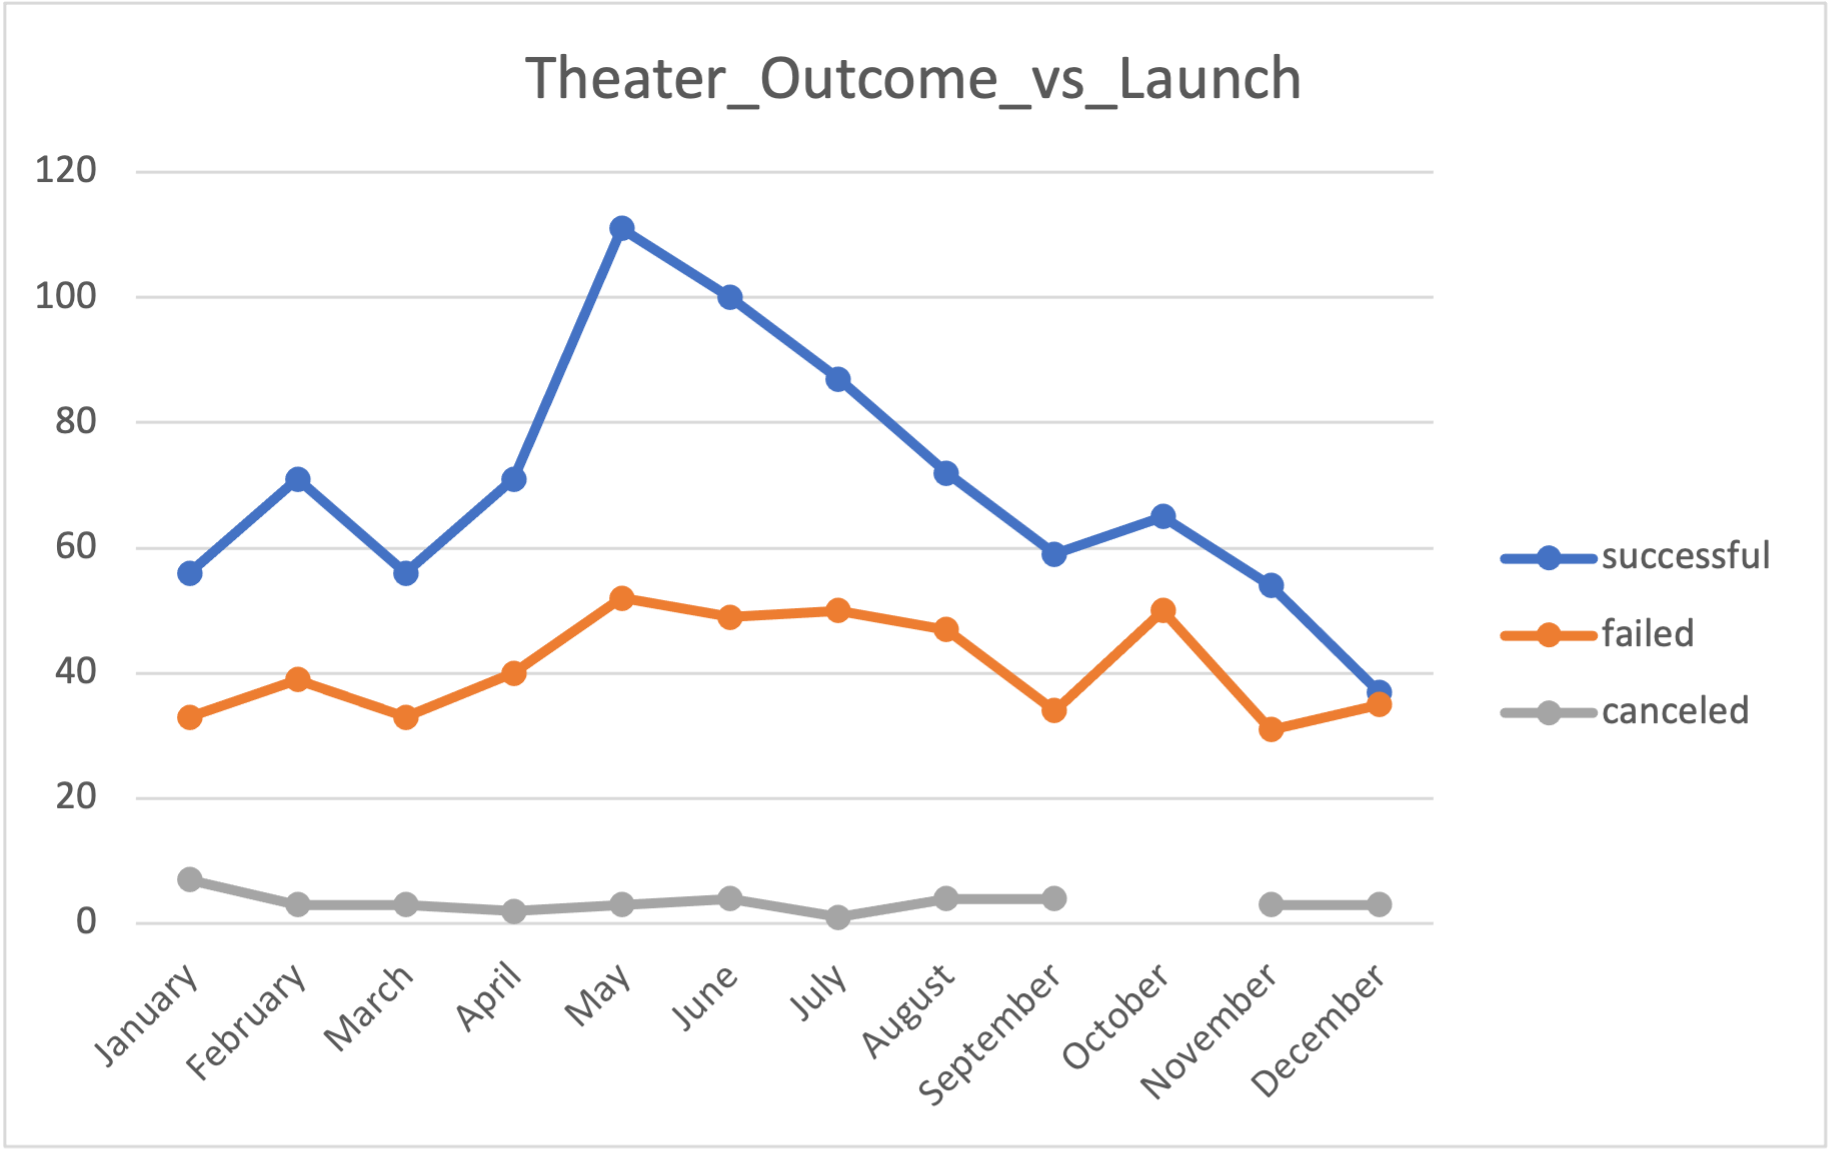 Theater_Outcome_vs_Launch
120
100
80
60
40
20
0
January
February
March
April
May
June
July
August
September
October
November
December
successful
failed
canceled